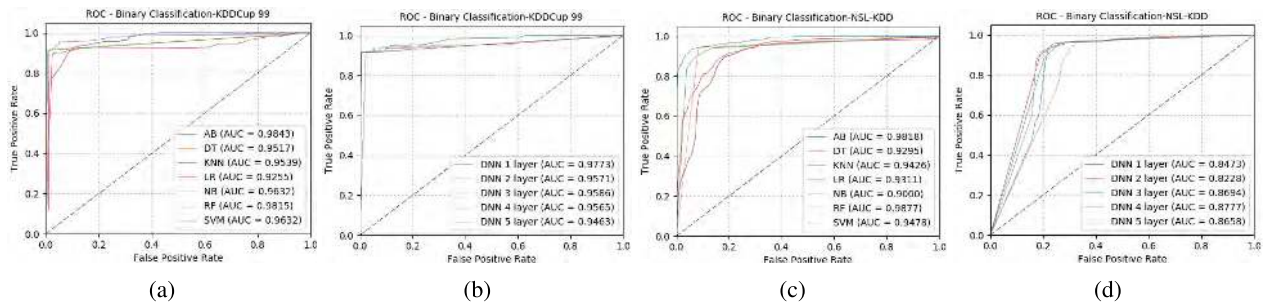 ROC - Binary Classification-KDDCup 99
True Positive Rate
1.0
0.8
0.6
0.4
0.2
0.0
AB (AUC = 0.9843)
DT (AUC = 0.9517)
KNN (AUC = 0.9539)
LR (AUC = 0.9255)
NB (AUC = 0.9632)
RF (AUC = 0.9815)
SVM (AUC = 0.9632)
0.0 0.2 0.4 0.6 0.8 1.0
False Positive Rate
(a)
ROC - Binary Classification-KDDCup 99
True Positive Rate
1.0
0.8
0.6
0.4
0.2
0.0
DNN 1 layer (AUC = 0.9773)
DNN 2 layer (AUC = 0.9571)
DNN 3 layer (AUC = 0.9586)
DNN 4 layer (AUC = 0.9565)
DNN 5 layer (AUC = 0.9463)
0.0 0.2 0.4 0.6 0.8 1.0
False Positive Rate
(b)
ROC - Binary Classification-NSL-KDD
True Positive Rate
1.0
0.8
0.6
0.4
0.2
0.0
AB (AUC = 0.9818)
DT (AUC = 0.9295)
KNN (AUC = 0.9426)
LR (AUC = 0.9311)
NB (AUC = 0.9000)
RF (AUC = 0.9877)
SVM (AUC = 0.9478)
0.0 0.2 0.4 0.6 0.8 1.0
False Positive Rate
(c)
ROC - Binary Classification-NSL-KDD
True Positive Rate
1.0
0.8
0.6
0.4
0.2
0.0
DNN 1 layer (AUC = 0.8473)
DNN 2 layer (AUC = 0.8228)
DNN 3 layer (AUC = 0.8694)
DNN 4 layer (AUC = 0.8777)
DNN 5 layer (AUC = 0.8658)
0.0 0.2 0.4 0.6 0.8 1.0
False Positive Rate
(d)